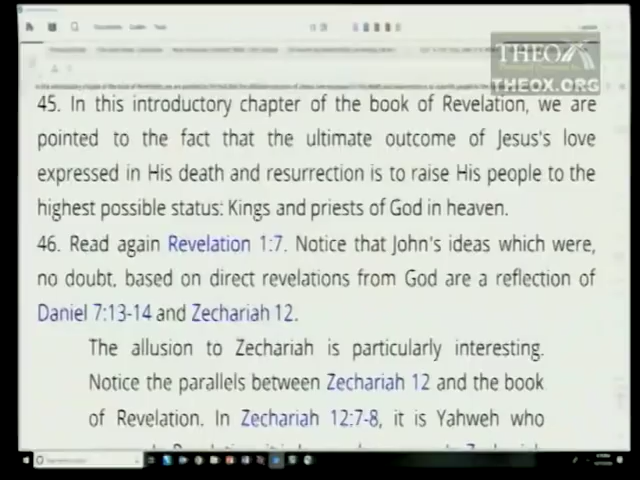 THEOX
THEOX.ORG
45. In this introductory chapter of the book of Revelation, we are
pointed to the fact that the ultimate outcome of Jesus's love
expressed in His death and resurrection is to raise His people to the
highest possible status: Kings and priests of God in heaven.
46. Read again Revelation 1:7. Notice that John's ideas which were,
no doubt, based on direct revelations from God are a reflection of
Daniel 7:13-14 and Zechariah 12.
The allusion to Zechariah is particularly interesting.
Notice the parallels between Zechariah 12 and the book
of Revelation. In Zechariah 12:7-8, it is Yahweh who